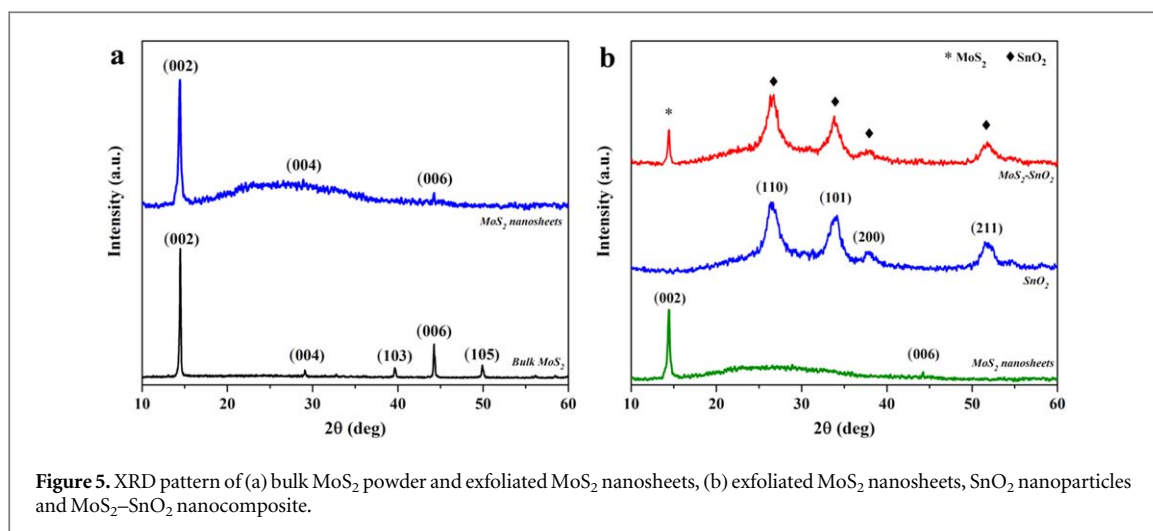 a
(002)
(004)
(006)
MoS₂ nanosheets
(002)
(004)
(103)
(006)
(105)
Bulk MoS₂
Intensity (a.u.)
10 20 30 40 50 60
2θ (deg)
b
* MoS₂ ◆ SnO₂
*
◆
◆
◆
◆
MoS₂-SnO₂
(110)
(101)
(200)
(211)
SnO₂
(002)
(006)
MoS₂ nanosheets
Intensity (a.u.)
10 20 30 40 50 60
2θ (deg)
Figure 5. XRD pattern of (a) bulk MoS₂ powder and exfoliated MoS₂ nanosheets, (b) exfoliated MoS₂ nanosheets, SnO₂ nanoparticles
and MoS₂–SnO₂ nanocomposite.